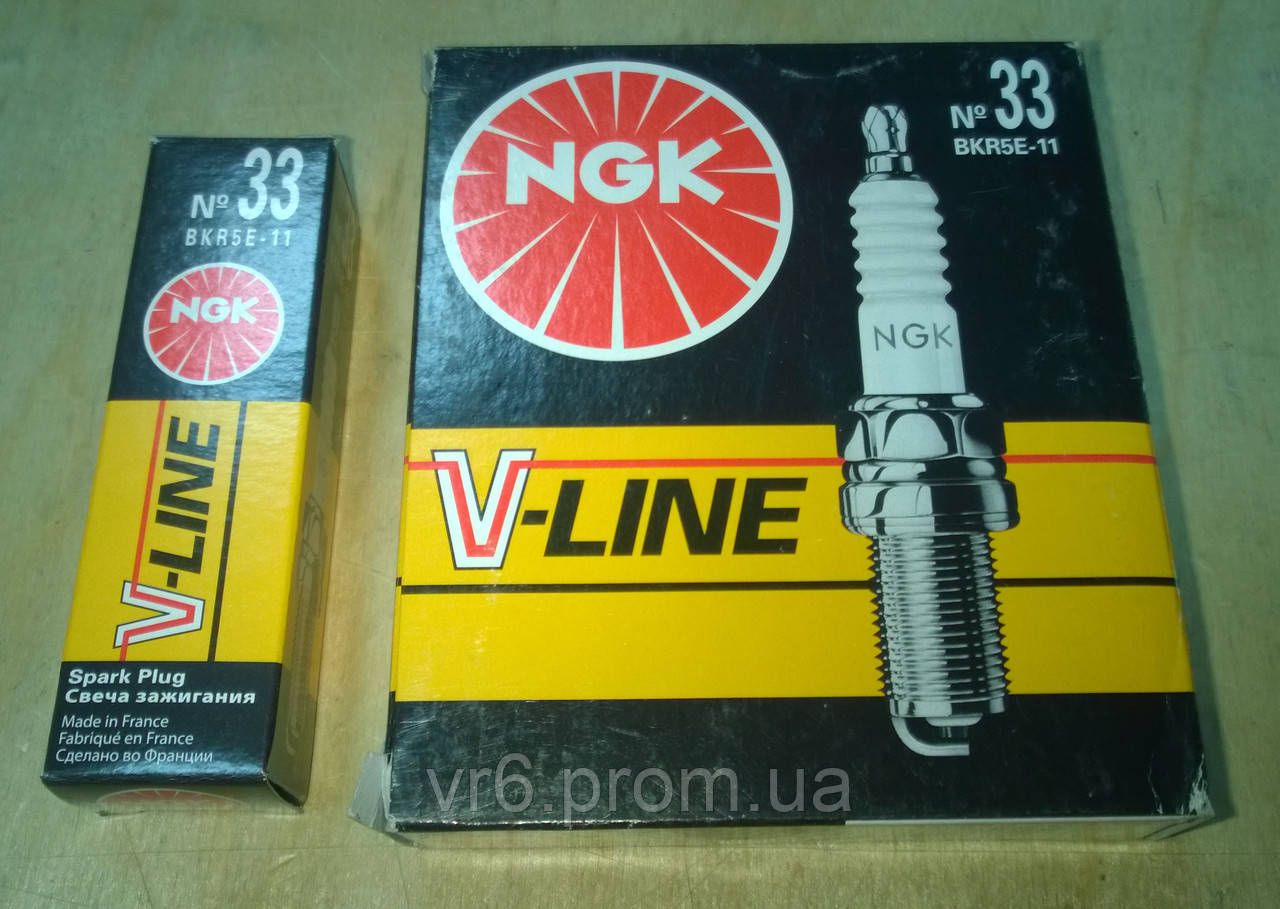 Nº 33
BKR5E-11
NGK
V-LINE
Spark Plug
Свеча зажигания
Made in France
Fabriqué en France
Сделано во Франции
NGK
Nº 33
BKR5E-11
NGK
V-LINE
vr6.prom.ua